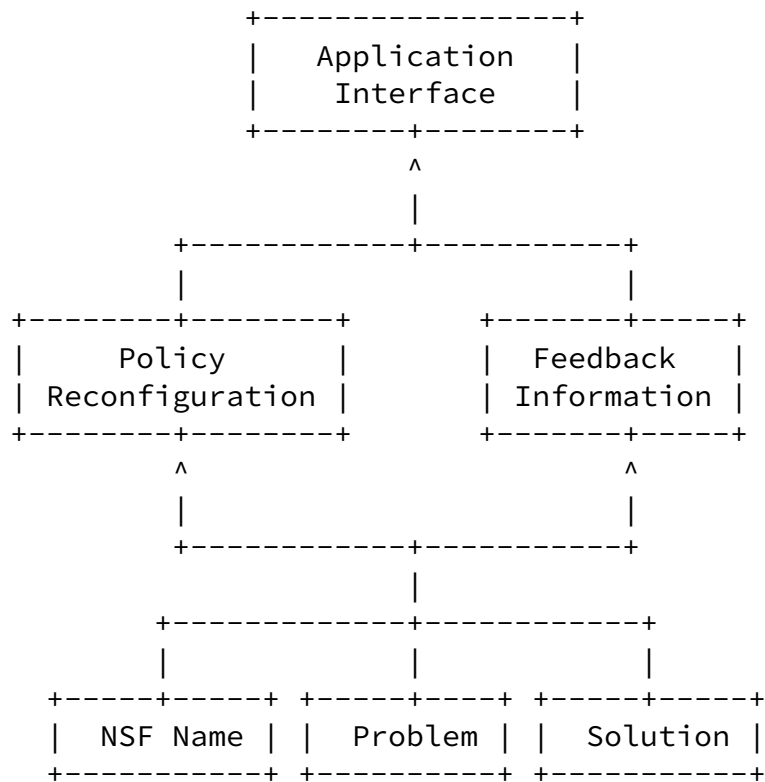 Application
Interface
Policy
Reconfiguration
Feedback
Information
NSF Name
Problem
Solution